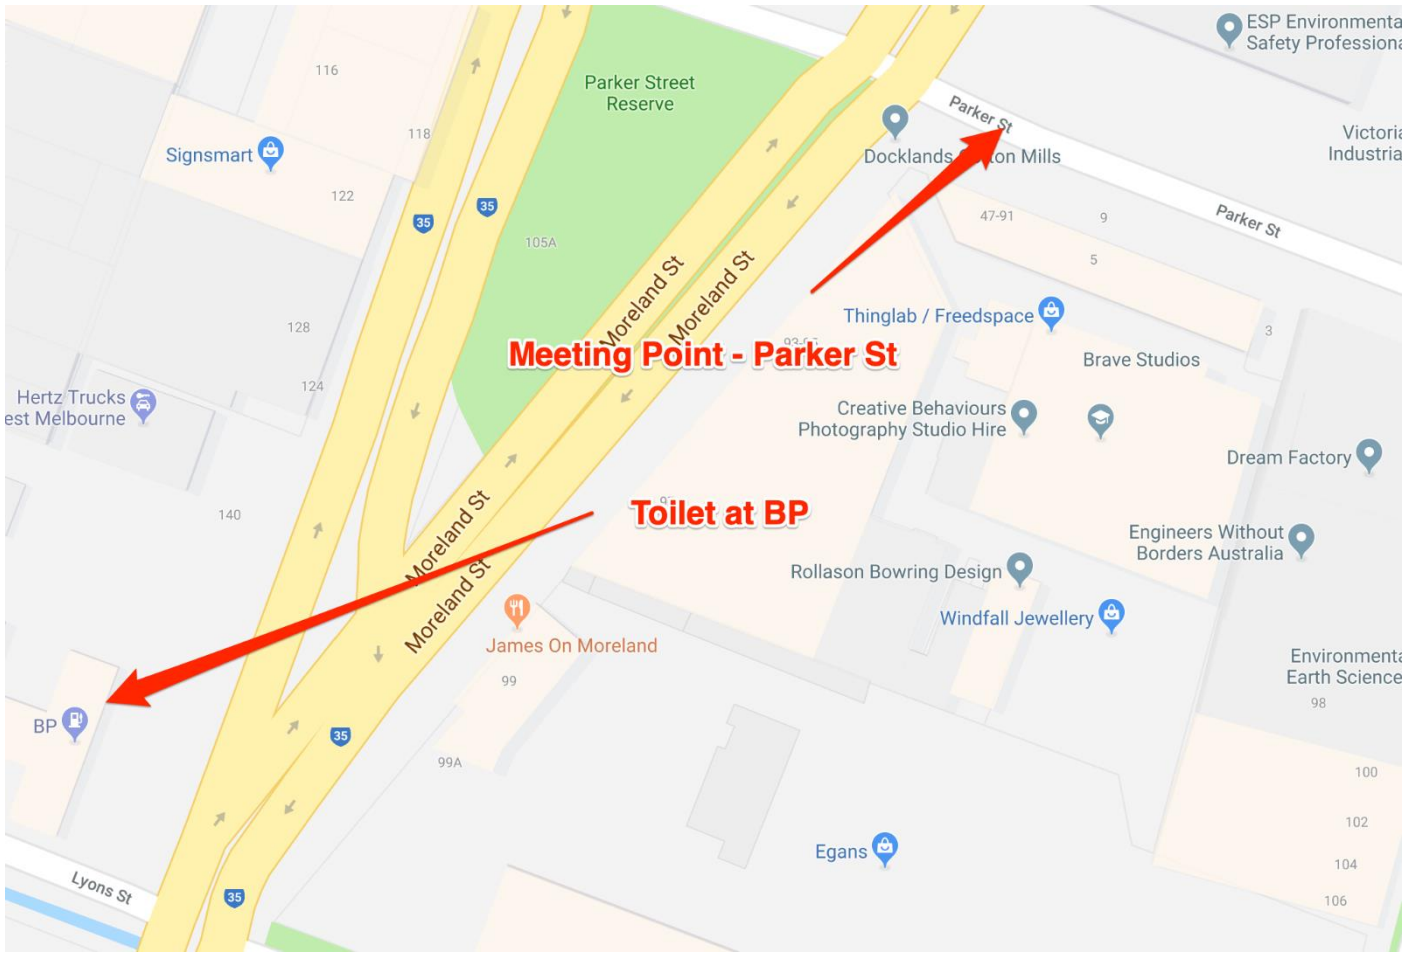 ESP Environmenta
Safety Professiona
116
Parker Street
Reserve
Parker St
118
Victoria
Industria
Signsmart
Docklands Cotton Mills
122
35
35
47-91
9
Parker St
105A
5
Moreland St
Moreland St
Thinglab / Freedspace
128
3
93-95
Meeting Point - Parker St
Brave Studios
124
Hertz Trucks
est Melbourne
Creative Behaviours
Photography Studio Hire
Dream Factory
Moreland St
140
Toilet at BP
Engineers Without
Borders Australia
Moreland St
Rollason Bowring Design
Windfall Jewellery
James On Moreland
Environmenta
Earth Science
99
98
BP
35
99A
100
102
Egans
104
Lyons St
35
106